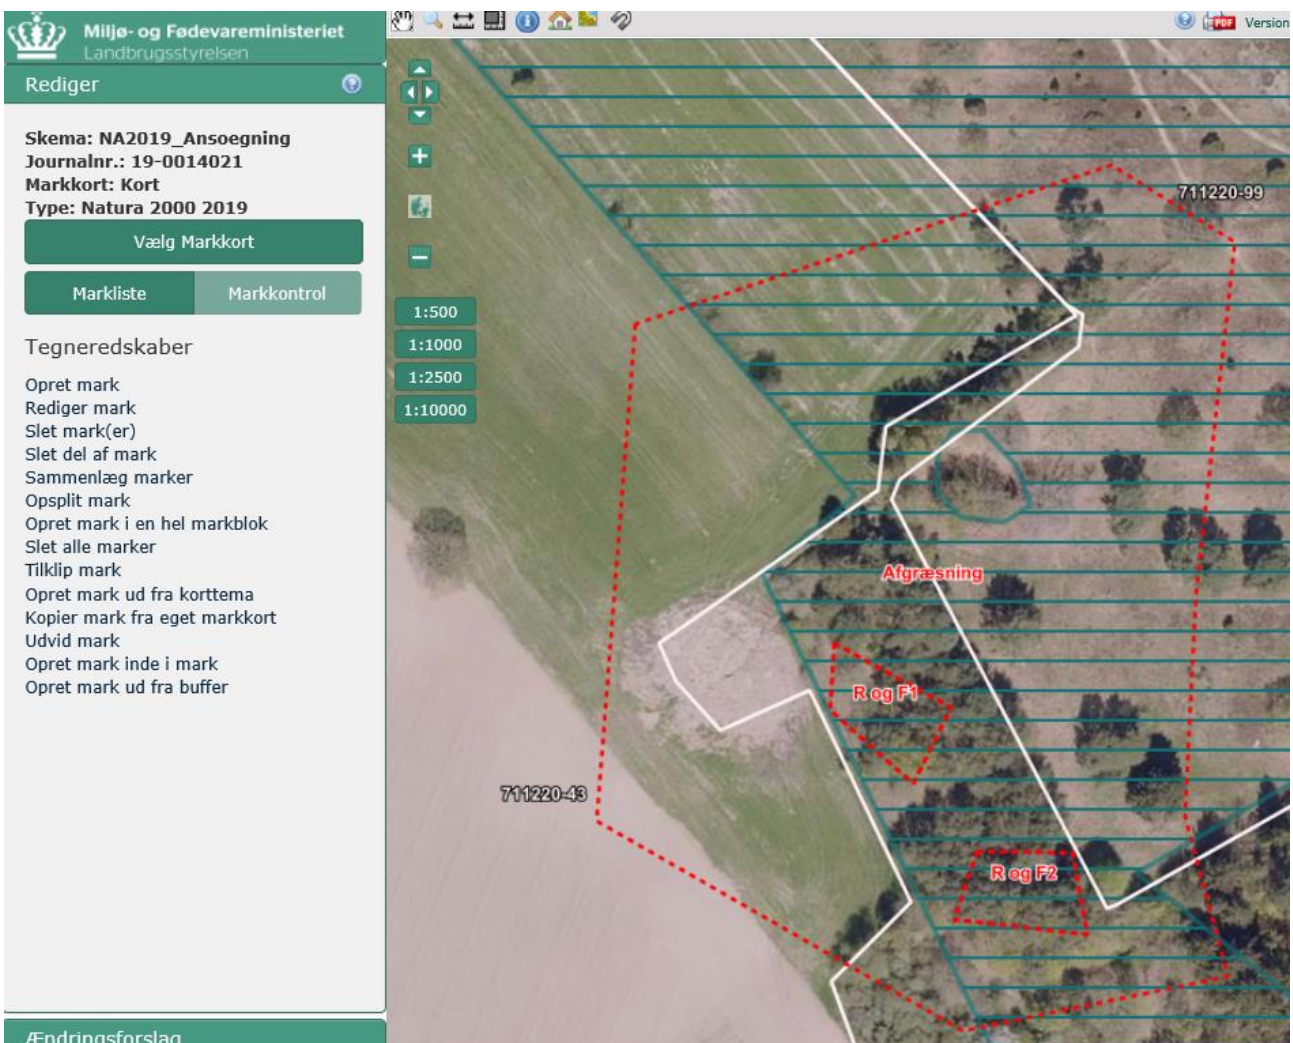 Miljø- og Fødevareministeriet
Landbrugsstyrelsen
Rediger
Skema: NA2019_Ansoegning
Journalnr.: 19-0014021
Markkort: Kort
Type: Natura 2000 2019
Vælg Markkort
Markliste
Markkontrol
Tegneredskaber
Opret mark
Rediger mark
Slet mark(er)
Slet del af mark
Sammenlæg marker
Opsplit mark
Opret mark i en hel markblok
Slet alle marker
Tilklip mark
Opret mark ud fra korttema
Kopier mark fra eget markkort
Udvid mark
Opret mark inde i mark
Opret mark ud fra buffer
Ændringsforslag
PDF
Version
1:500
1:1000
1:2500
1:10000
711220-99
Afgræsning
R og F1
711220-43
R og F2